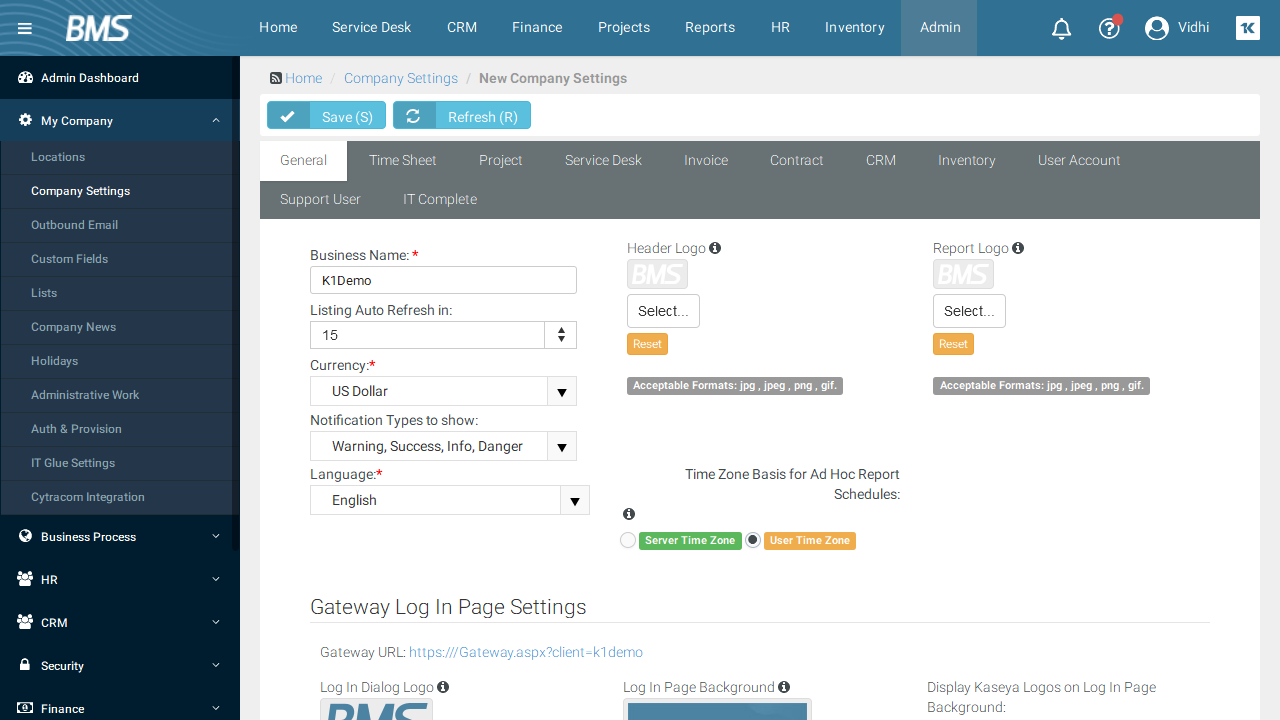 BMS
Home Service Desk CRM Finance Projects Reports HR Inventory Admin Vidhi
Admin Dashboard
My Company
Locations
Company Settings
Outbound Email
Custom Fields
Lists
Company News
Holidays
Administrative Work
Auth & Provision
IT Glue Settings
Cytracom Integration
Business Process
HR
CRM
Security
Finance
Home / Company Settings / New Company Settings
Save (S) Refresh (R)
General Time Sheet Project Service Desk Invoice Contract CRM Inventory User Account
Support User IT Complete
Business Name: *
K1Demo
Listing Auto Refresh in:
15
Currency:*
US Dollar
Notification Types to show:
Warning, Success, Info, Danger
Language:*
English
Header Logo
BMS
Select...
Reset
Acceptable Formats: jpg , jpeg , png , gif.
Report Logo
BMS
Select...
Reset
Acceptable Formats: jpg , jpeg , png , gif.
Time Zone Basis for Ad Hoc Report
Schedules:
Server Time Zone User Time Zone
Gateway Log In Page Settings
Gateway URL: https:///Gateway.aspx?client=k1demo
Log In Dialog Logo
BMS
Log In Page Background
Display Kaseya Logos on Log In Page
Background: